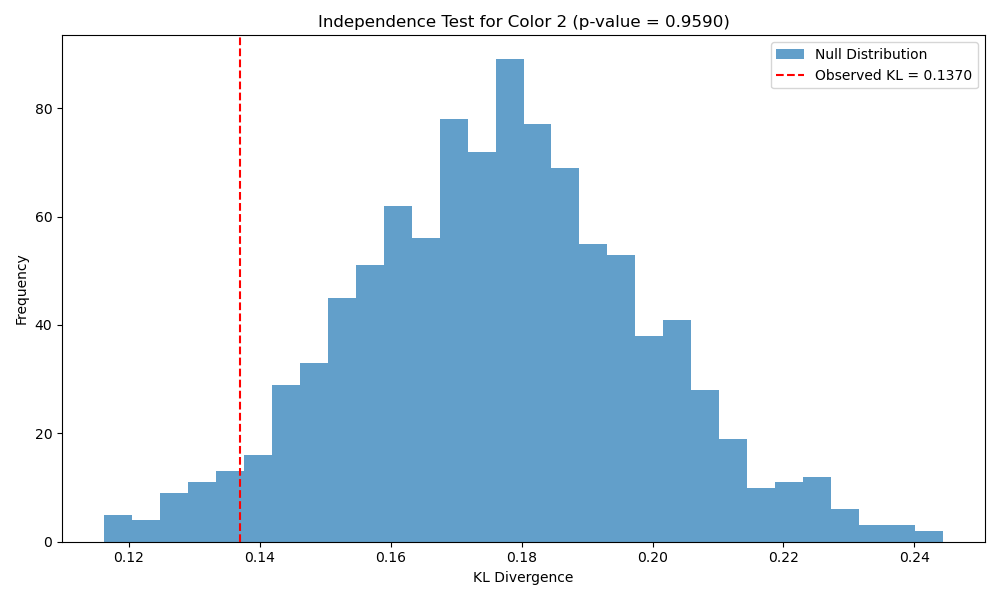 Independence Test for Color 2 (p-value = 0.9590)
Null Distribution
Observed KL = 0.1370
Frequency
80
60
40
20
0
0.12 0.14 0.16 0.18 0.20 0.22 0.24
KL Divergence